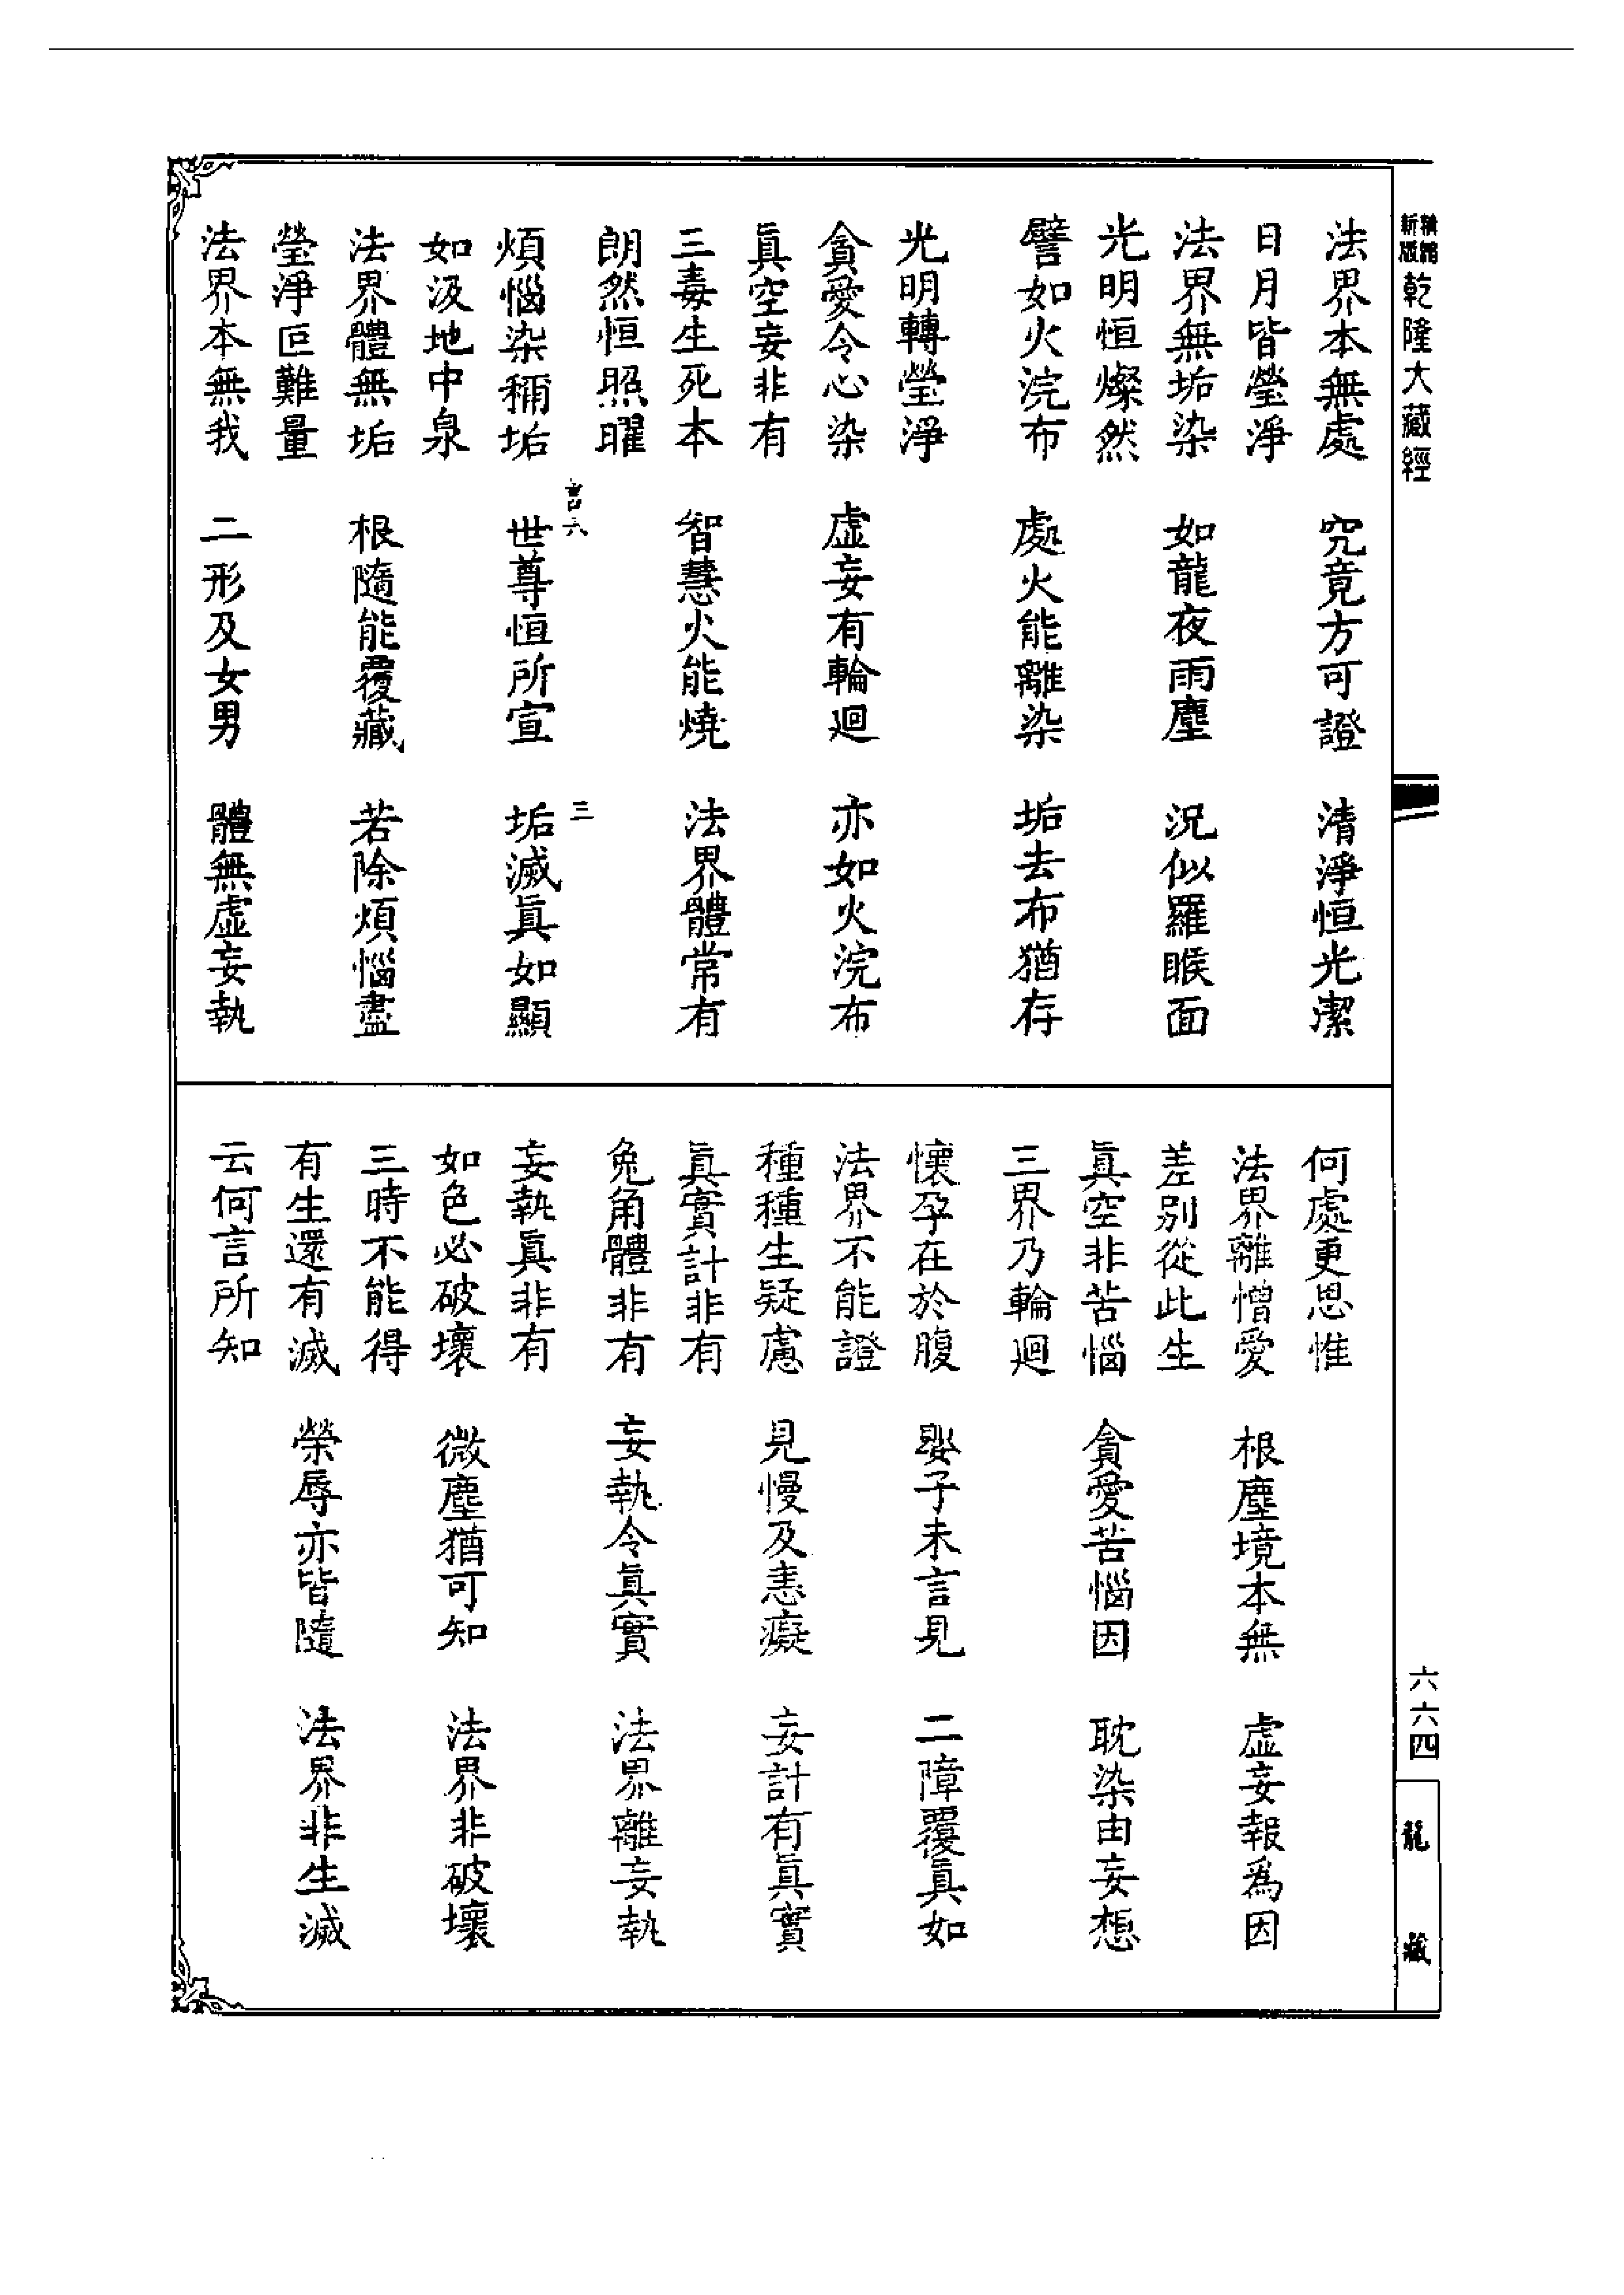 精縮新版乾隆大藏經
法界本無處 究竟方可證 清淨恒光潔
日月皆瑩淨
法界無垢染 如龍夜雨塵 況似羅睺面
光明恒燦然
譬如火浣布 處火能離染 垢去布猶存
光明轉瑩淨
貪愛令心染 虛妄有輪迴 亦如火浣布
真空妄非有
三毒生死本 智慧火能燒 法界體常有
朗然恒照曜
言六 三
煩惱染稱垢 世尊恒所宣 垢滅真如顯
如汲地中泉
法界體無垢 根隨能覆藏 若除煩惱盡
瑩淨叵難量
法界本無我 二形及女男 體無虛妄執
何處更思惟
法界離憎愛 根塵境本無 虛妄報為因
差別從此生
真空非苦惱 貪愛苦惱因 耽染由妄想
三界乃輪迴
懷孕在於腹 嬰子未言見 二障覆真如
法界不能證
種種生疑慮 見慢及恚癡 妄計有真實
真實計非有
兔角體非有 妄執令真實 法界離妄執
妄執真非有
如色必破壞 微塵猶可知 法界非破壞
三時不能得
有生還有滅 榮辱亦皆隨 法界非生滅
云何言所知
六六四
龍藏